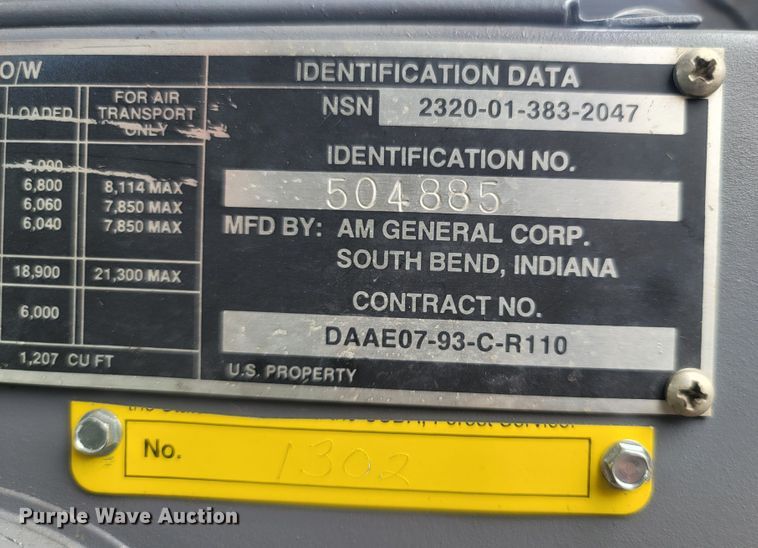 O/W
LOADED
FOR AIR
TRANSPORT
ONLY
5,000
6,800 8,114 MAX
6,060 7,850 MAX
6,040 7,850 MAX
18,900 21,300 MAX
6,000
1,207 CU FT
IDENTIFICATION DATA
NSN 2320-01-383-2047
IDENTIFICATION NO.
504885
MFD BY: AM GENERAL CORP.
SOUTH BEND, INDIANA
CONTRACT NO.
DAAE07-93-C-R110
U.S. PROPERTY
Forest Service.
No. 1302
Purple Wave Auction